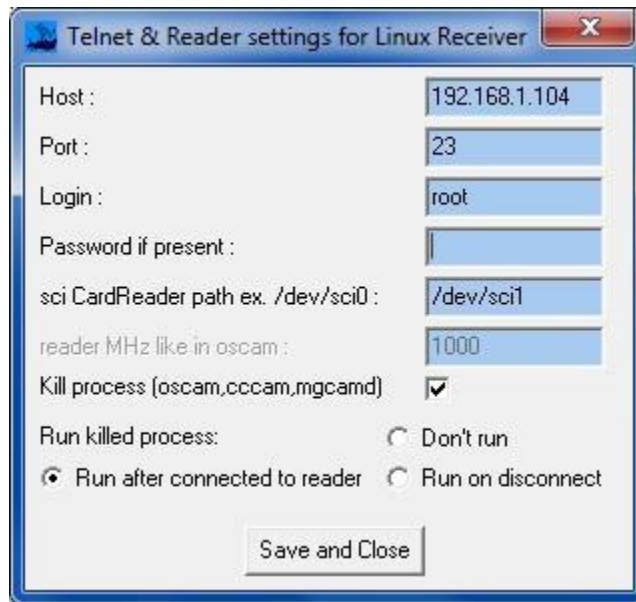 Telnet & Reader settings for Linux Receiver
Host : 192.168.1.104
Port : 23
Login : root
Password if present :
sci CardReader path ex. /dev/sci0 : /dev/sci1
reader MHz like in oscam : 1000
Kill process (oscam,cccam,mgcamd)
Run killed process: Don't run
Run after connected to reader Run on disconnect
Save and Close